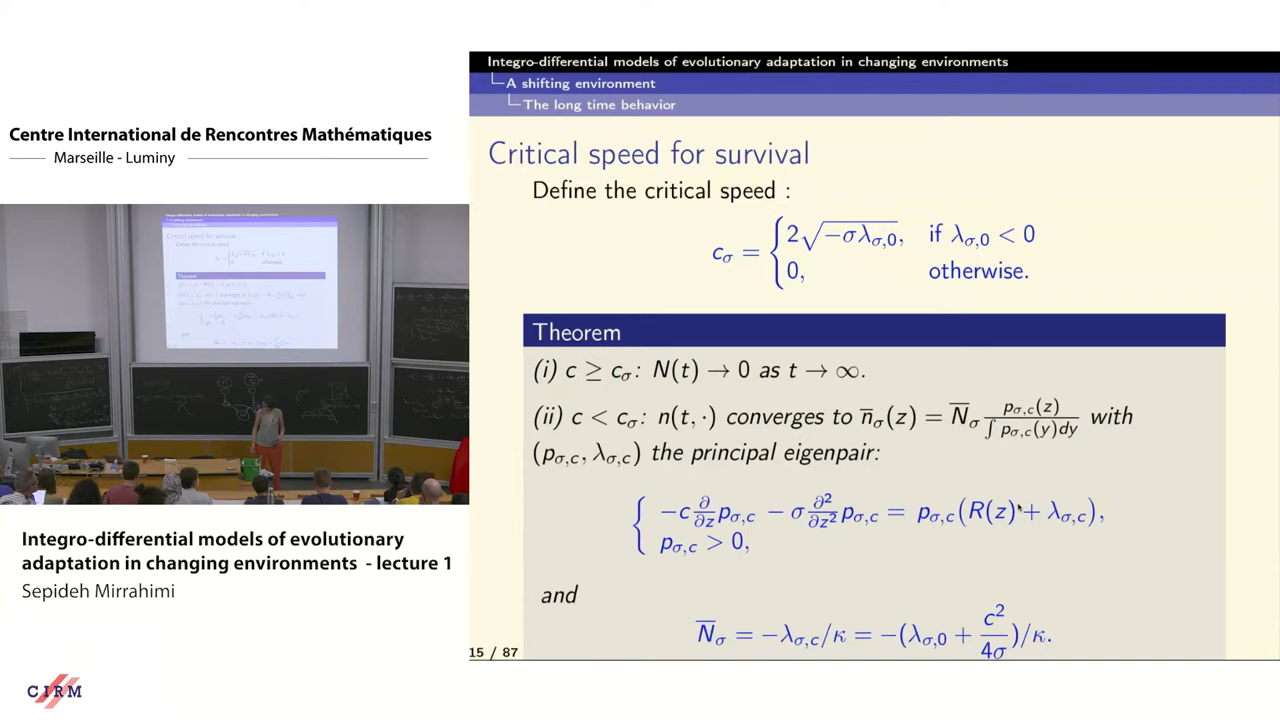 Centre International de Rencontres Mathématiques
Marseille - Luminy
Integro-differential models of evolutionary
adaptation in changing environments - lecture 1
Sepideh Mirrahimi
CIRM
Integro-differential models of evolutionary adaptation in changing environments
A shifting environment
The long time behavior
Critical speed for survival
Define the critical speed :
c_σ = { 2√(−σλ_{σ,0}), if λ_{σ,0} < 0
0, otherwise.
Theorem
(i) c ≥ c_σ: N(t) → 0 as t → ∞.
(ii) c < c_σ: n(t, ·) converges to n̅_σ(z) = N̅_σ p_{σ,c}(z) / ∫ p_{σ,c}(y)dy with
(p_{σ,c}, λ_{σ,c}) the principal eigenpair:
{ −c ∂/∂z p_{σ,c} − σ ∂²/∂z² p_{σ,c} = p_{σ,c}(R(z) + λ_{σ,c}),
p_{σ,c} > 0,
and
N̅_σ = −λ_{σ,c}/κ = −(λ_{σ,0} + c²/4σ)/κ.
15 / 87